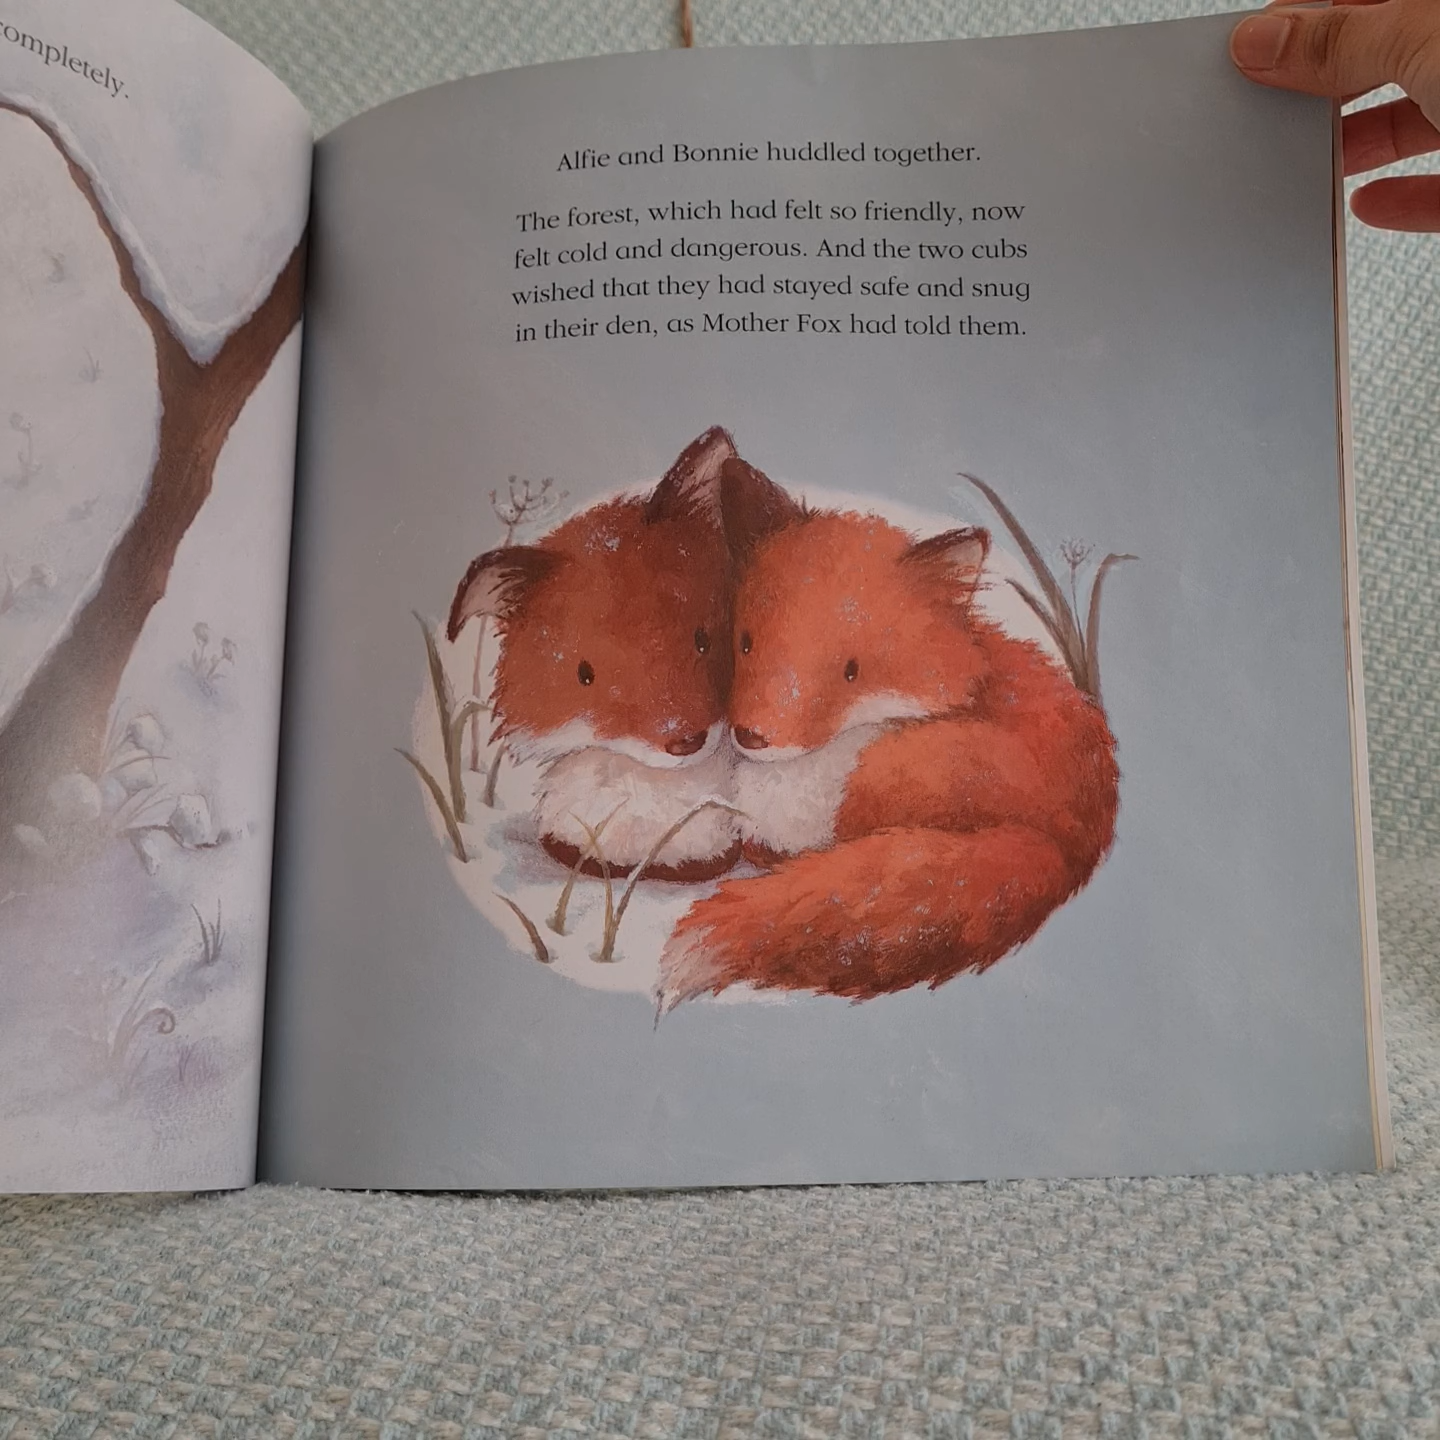 completely.
Alfie and Bonnie huddled together.
The forest, which had felt so friendly, now
felt cold and dangerous. And the two cubs
wished that they had stayed safe and snug
in their den, as Mother Fox had told them.